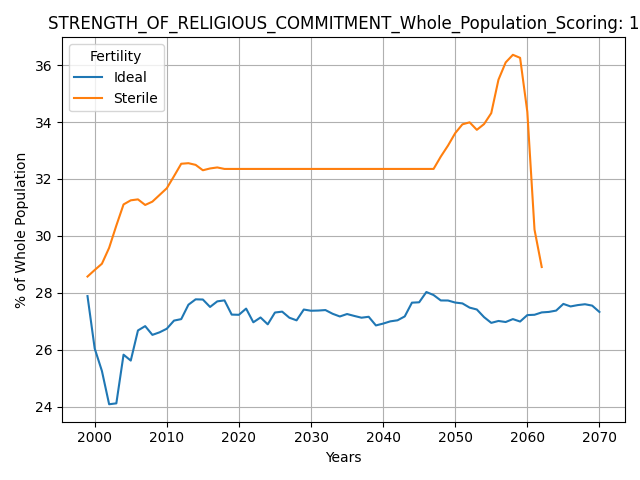 STRENGTH_OF_RELIGIOUS_COMMITMENT_Whole_Population_Scoring: 1
Fertility
Ideal
Sterile
% of Whole Population
36
34
32
30
28
26
24
2000 2010 2020 2030 2040 2050 2060 2070
Years